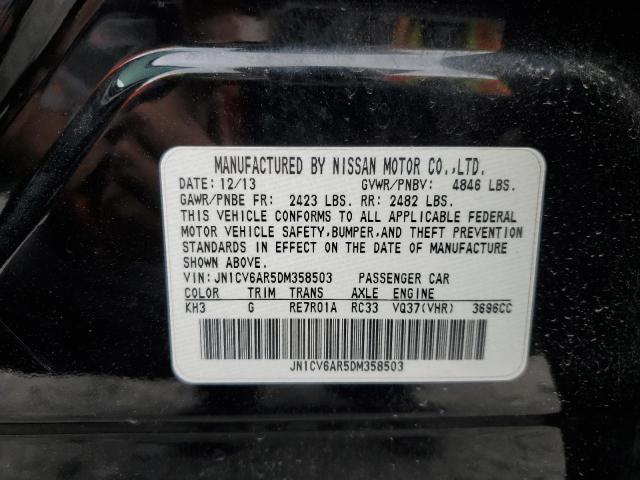 MANUFACTURED BY NISSAN MOTOR CO.,LTD.
DATE: 12/13 GVWR/PNBV: 4846 LBS.
GAWR/PNBE FR: 2423 LBS. RR: 2482 LBS.
THIS VEHICLE CONFORMS TO ALL APPLICABLE FEDERAL
MOTOR VEHICLE SAFETY,BUMPER,AND THEFT PREVENTION
STANDARDS IN EFFECT ON THE DATE OF MANUFACTURE
SHOWN ABOVE.
VIN: JN1CV6AR5DM358503 PASSENGER CAR
COLOR TRIM TRANS AXLE ENGINE
KH3 G RE7R01A RC33 VQ37(VHR) 3696CC
JN1CV6AR5DM358503